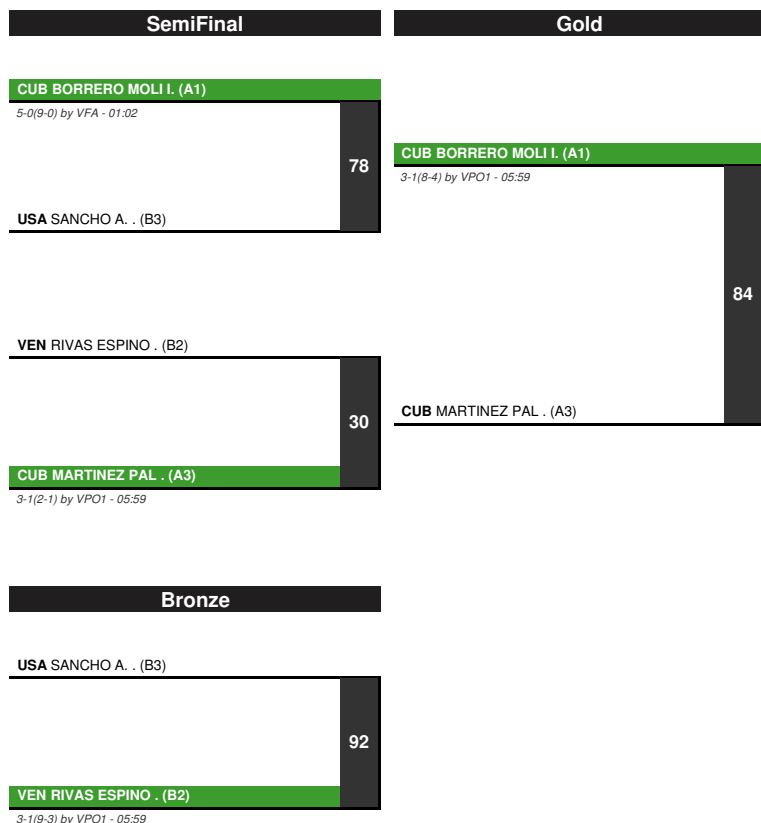 SemiFinal
CUB BORRERO MOLI I. (A1)
5-0(9-0) by VFA - 01:02
78
USA SANCHO A. . (B3)
VEN RIVAS ESPINO . (B2)
30
CUB MARTINEZ PAL . (A3)
3-1(2-1) by VPO1 - 05:59
Gold
CUB BORRERO MOLI I. (A1)
3-1(8-4) by VPO1 - 05:59
84
CUB MARTINEZ PAL . (A3)
Bronze
USA SANCHO A. . (B3)
92
VEN RIVAS ESPINO . (B2)
3-1(9-3) by VPO1 - 05:59